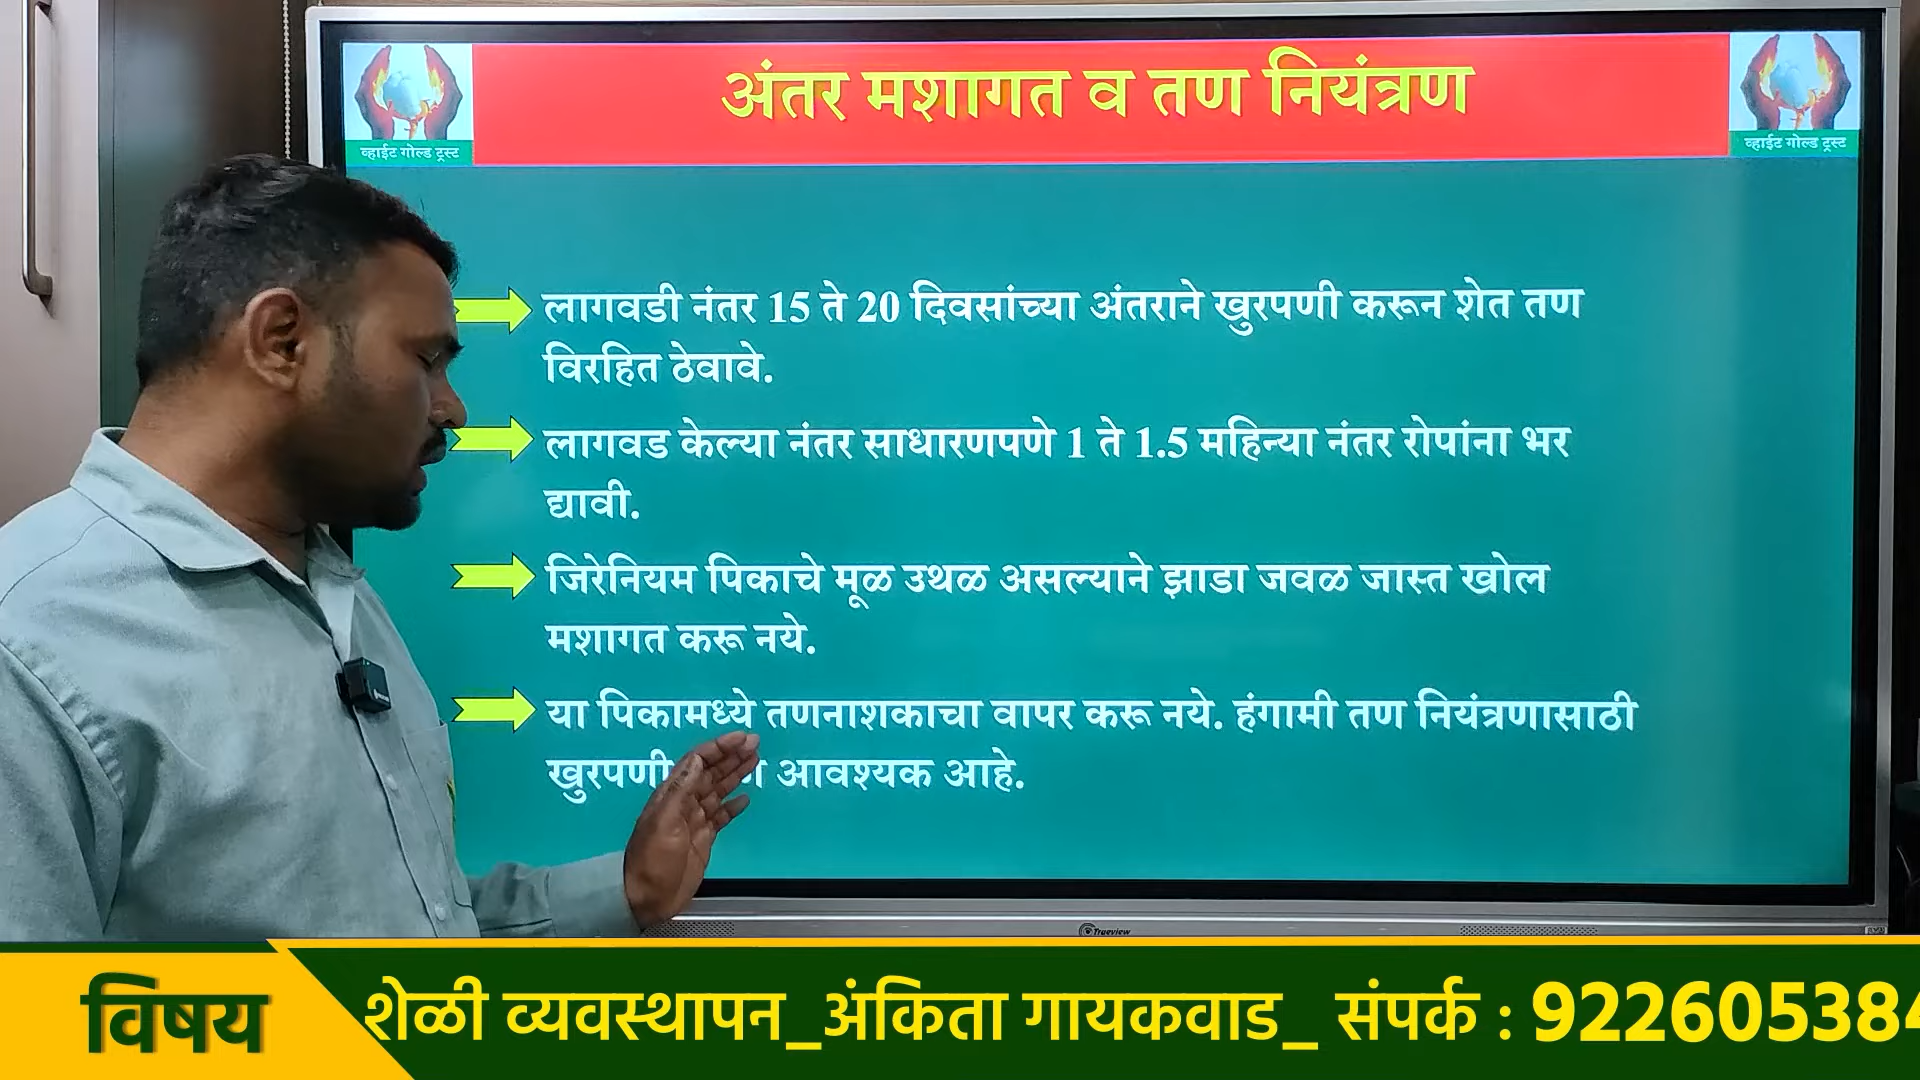 अंतर मशागत व तण नियंत्रण
व्हाईट गोल्ड ट्रस्ट
व्हाईट गोल्ड ट्रस्ट
लागवडी नंतर 15 ते 20 दिवसांच्या अंतराने खुरपणी करून शेत तण
विरहित ठेवावे.
लागवड केल्या नंतर साधारणपणे 1 ते 1.5 महिन्या नंतर रोपांना भर
द्यावी.
जिरेनियम पिकाचे मूळ उथळ असल्याने झाडा जवळ जास्त खोल
मशागत करू नये.
या पिकामध्ये तणनाशकाचा वापर करू नये. हंगामी तण नियंत्रणासाठी
खुरपणी आवश्यक आहे.
Traeview
विषय
शेळी व्यवस्थापन_अंकिता गायकवाड_ संपर्क : 922605384